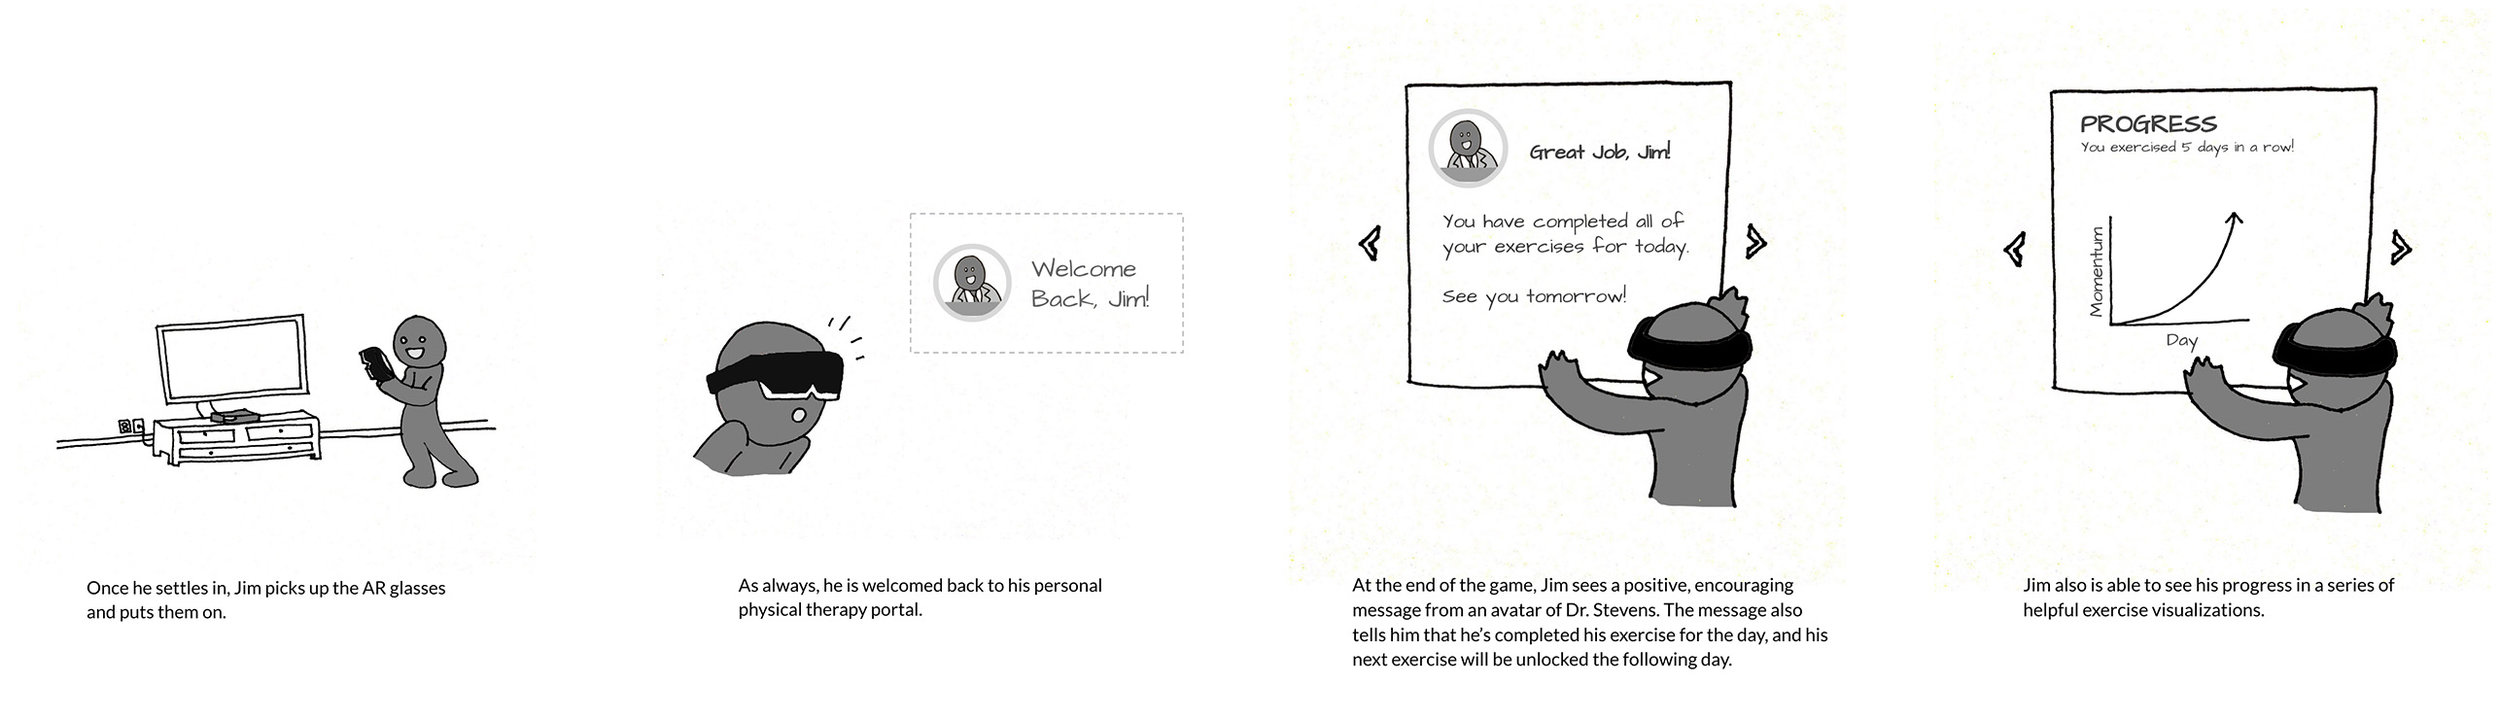 Once he settles in, Jim picks up the AR glasses
and puts them on.
Welcome
Back, Jim!
As always, he is welcomed back to his personal
physical therapy portal.
Great Job, Jim!
You have completed all of
your exercises for today.
See you tomorrow!
At the end of the game, Jim sees a positive, encouraging
message from an avatar of Dr. Stevens. The message also
tells him that he’s completed his exercise for the day, and his
next exercise will be unlocked the following day.
PROGRESS
You exercised 5 days in a row!
Momentum
Day
Jim also is able to see his progress in a series of
helpful exercise visualizations.